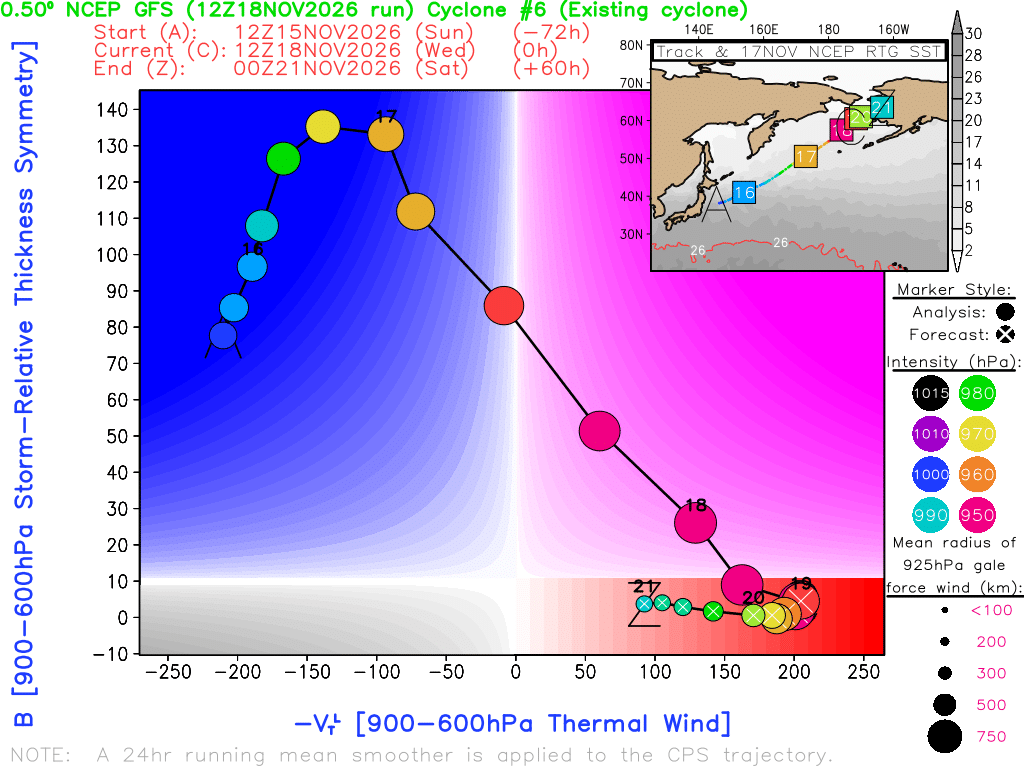 0.50° NCEP GFS (12Z18NOV2026 run) Cyclone #6 (Existing cyclone)
Start (A): 12Z15NOV2026 (Sun) (−72h)
Current (C): 12Z18NOV2026 (Wed) (0h)
End (Z): 00Z21NOV2026 (Sat) (+60h)
140E 160E 180 160W
Track & 17NOV NCEP RTG SST
80N
70N
60N
50N
40N
30N
A
16
17
18
20
21
26
26
30
28
26
23
20
17
14
11
8
5
2
B [900−600hPa Storm−Relative Thickness Symmetry]
140
130
120
110
100
90
80
70
60
50
40
30
20
10
0
−10
16
17
18
19
20
21
Z
−250 −200 −150 −100 −50 0 50 100 150 200 250
−VTL [900−600hPa Thermal Wind]
Marker Style:
Analysis:
Forecast:
Intensity (hPa):
1015 980
1010 970
1000 960
990 950
Mean radius of
925hPa gale
force wind (km):
<100
200
300
500
750
NOTE: A 24hr running mean smoother is applied to the CPS trajectory.